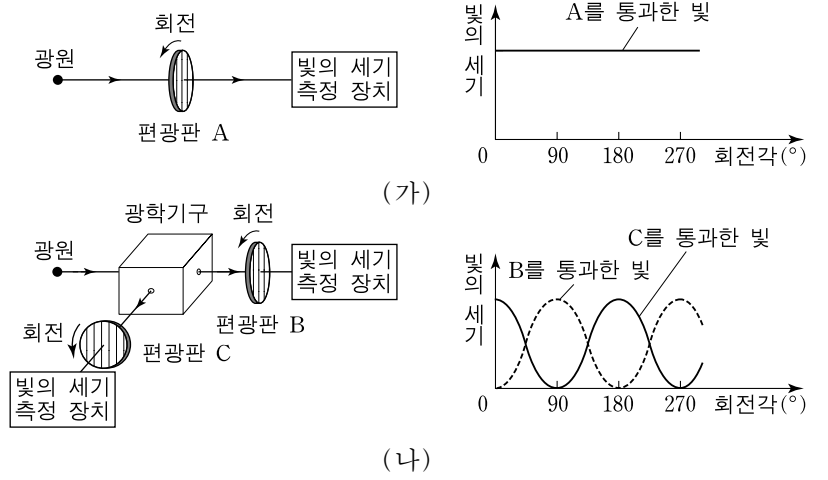 회전
광원
빛의 세기
측정 장치
편광판 A
빛의 세기
A를 통과한 빛
0 90 180 270 회전각(°)
(가)
광학기구
회전
광원
빛의 세기
측정 장치
편광판 B
회전
편광판 C
빛의 세기
측정 장치
빛의 세기
C를 통과한 빛
B를 통과한 빛
0 90 180 270 회전각(°)
(나)